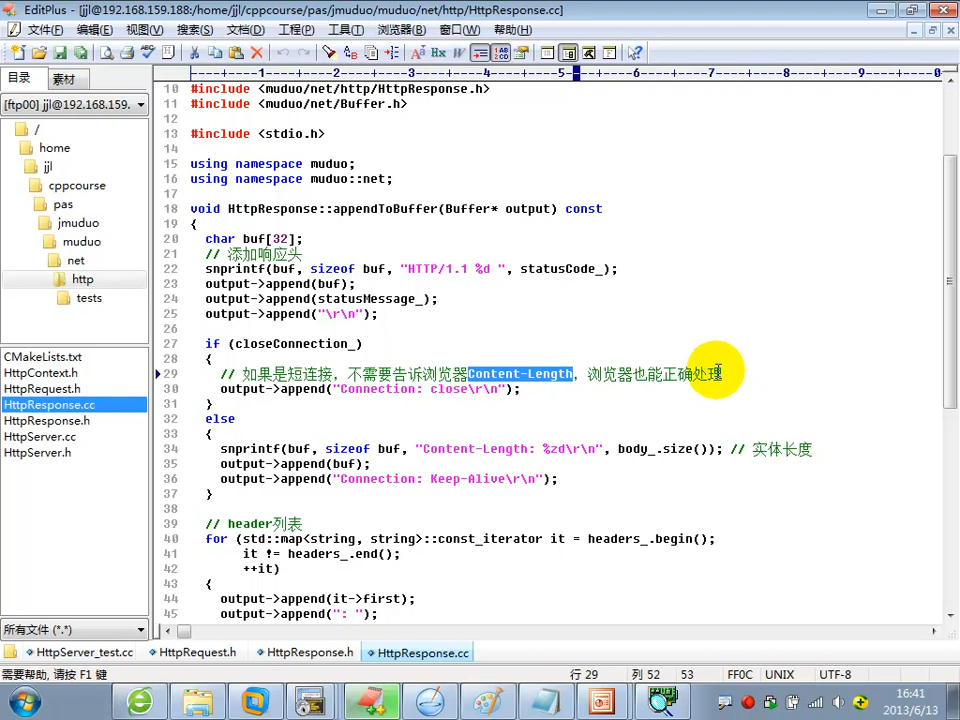 EditPlus - [jjl@192.168.159.188:/home/jjl/cppcourse/pas/jmuduo/muduo/net/http/HttpResponse.cc]
文件(F) 编辑(E) 视图(V) 搜索(S) 文档(D) 工程(P) 工具(T) 浏览器(B) 窗口(W) 帮助(H)
目录 素材
[ftp00] jjl@192.168.159.
/
home
jjl
cppcourse
pas
jmuduo
muduo
net
http
tests
CMakeLists.txt
HttpContext.h
HttpRequest.h
HttpResponse.cc
HttpResponse.h
HttpServer.cc
HttpServer.h
所有文件 (*.*)
----+----1----+----2----+----3----+----4----+----5----+----6----+----7----+----8----+----9----+----0
10 #include <muduo/net/http/HttpResponse.h>
11 #include <muduo/net/Buffer.h>
12
13 #include <stdio.h>
14
15 using namespace muduo;
16 using namespace muduo::net;
17
18 void HttpResponse::appendToBuffer(Buffer* output) const
19 {
20   char buf[32];
21   // 添加响应头
22   snprintf(buf, sizeof buf, "HTTP/1.1 %d ", statusCode_);
23   output->append(buf);
24   output->append(statusMessage_);
25   output->append("\r\n");
26
27   if (closeConnection_)
28   {
29     // 如果是短连接，不需要告诉浏览器Content-Length，浏览器也能正确处理
30     output->append("Connection: close\r\n");
31   }
32   else
33   {
34     snprintf(buf, sizeof buf, "Content-Length: %zd\r\n", body_.size()); // 实体长度
35     output->append(buf);
36     output->append("Connection: Keep-Alive\r\n");
37   }
38
39   // header列表
40   for (std::map<string, string>::const_iterator it = headers_.begin();
41        it != headers_.end();
42        ++it)
43   {
44     output->append(it->first);
45     output->append(": ");
HttpServer_test.cc HttpRequest.h HttpResponse.h HttpResponse.cc
需要帮助, 请按 F1 键 行 29 列 52 53 FF0C UNIX UTF-8
16:41
2013/6/13